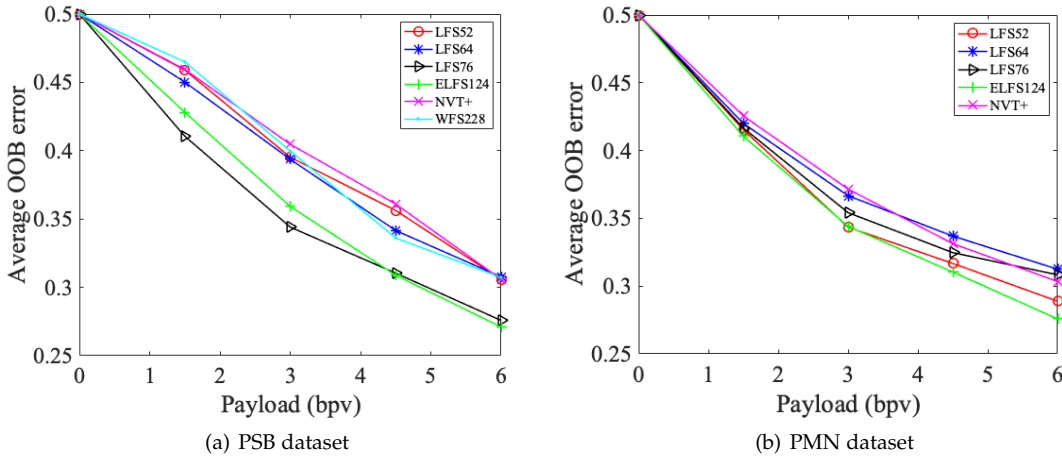 0.5
0.45
0.4
0.35
0.3
0.25
Average OOB error
0 1 2 3 4 5 6
Payload (bpv)
LFS52
LFS64
LFS76
ELFS124
NVT+
WFS228
(a) PSB dataset
0.5
0.45
0.4
0.35
0.3
0.25
Average OOB error
0 1 2 3 4 5 6
Payload (bpv)
LFS52
LFS64
LFS76
ELFS124
NVT+
(b) PMN dataset